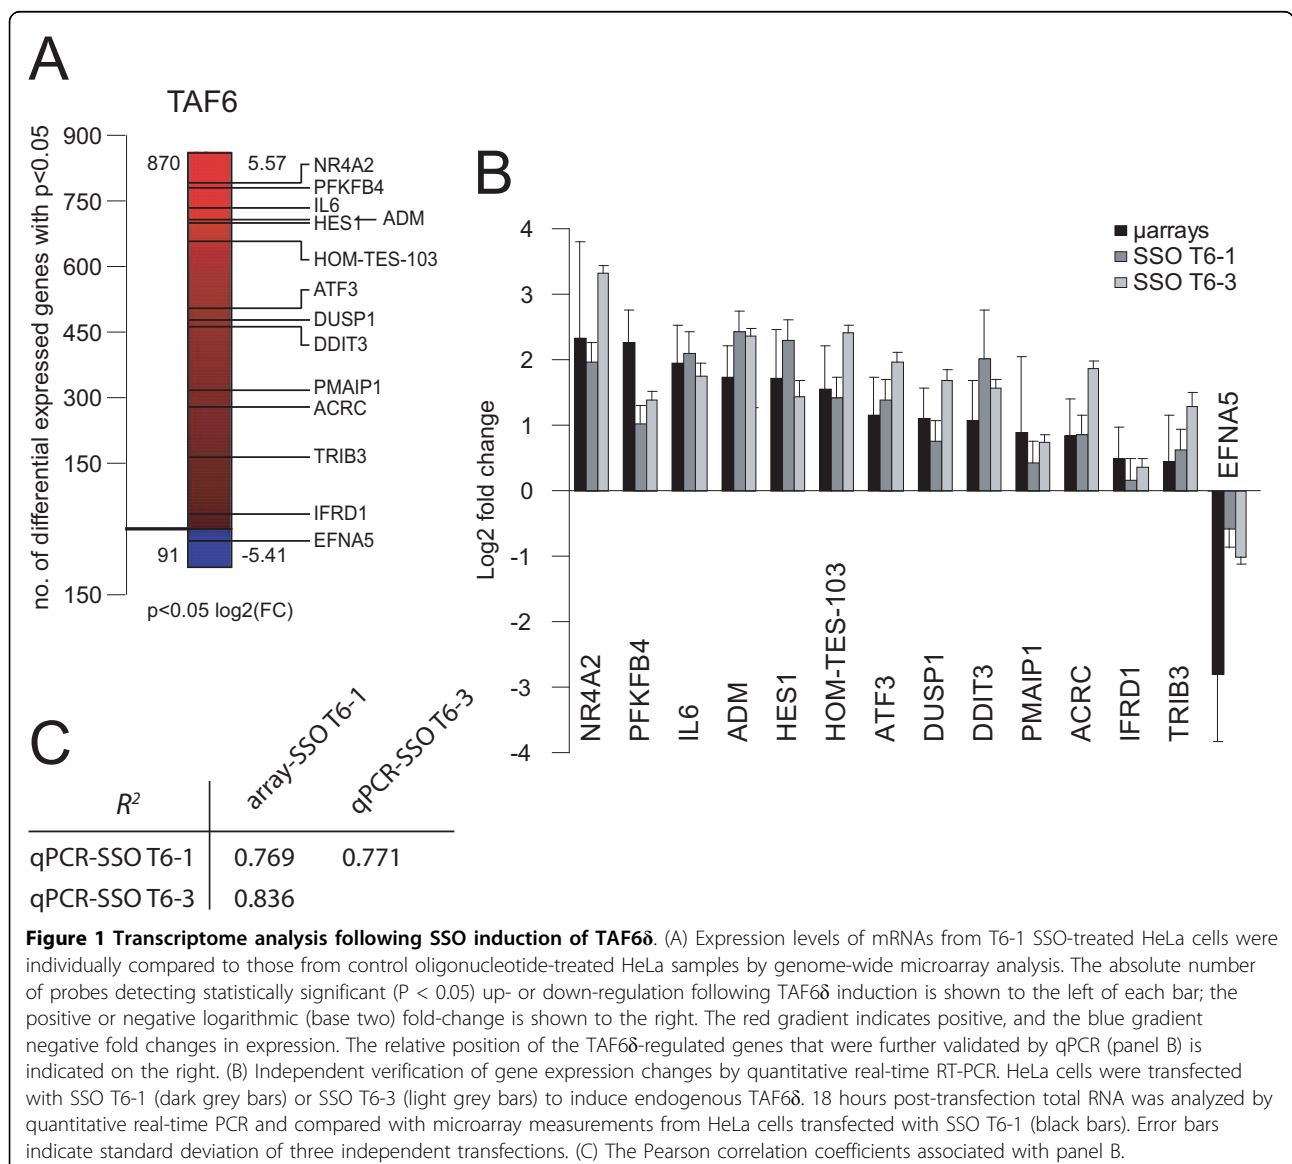 A
TAF6
no. of differential expressed genes with p<0.05
900
750
600
450
300
150
150
870
5.57
NR4A2
PFKFB4
IL6
HES1
ADM
HOM-TES-103
ATF3
DUSP1
DDIT3
PMAIP1
ACRC
TRIB3
IFRD1
EFNA5
91
-5.41
p<0.05 log2(FC)
B
Log2 fold change
4
3
2
1
0
-1
-2
-3
-4
µarrays
SSO T6-1
SSO T6-3
NR4A2
PFKFB4
IL6
ADM
HES1
HOM-TES-103
ATF3
DUSP1
DDIT3
PMAIP1
ACRC
IFRD1
TRIB3
EFNA5
C
R² array-SSO T6-1 qPCR-SSO T6-3
qPCR-SSO T6-1 0.769 0.771
qPCR-SSO T6-3 0.836
Figure 1 Transcriptome analysis following SSO induction of TAF6δ. (A) Expression levels of mRNAs from T6-1 SSO-treated HeLa cells were
individually compared to those from control oligonucleotide-treated HeLa samples by genome-wide microarray analysis. The absolute number
of probes detecting statistically significant (P < 0.05) up- or down-regulation following TAF6δ induction is shown to the left of each bar; the
positive or negative logarithmic (base two) fold-change is shown to the right. The red gradient indicates positive, and the blue gradient
negative fold changes in expression. The relative position of the TAF6δ-regulated genes that were further validated by qPCR (panel B) is
indicated on the right. (B) Independent verification of gene expression changes by quantitative real-time RT-PCR. HeLa cells were transfected
with SSO T6-1 (dark grey bars) or SSO T6-3 (light grey bars) to induce endogenous TAF6δ. 18 hours post-transfection total RNA was analyzed by
quantitative real-time PCR and compared with microarray measurements from HeLa cells transfected with SSO T6-1 (black bars). Error bars
indicate standard deviation of three independent transfections. (C) The Pearson correlation coefficients associated with panel B.